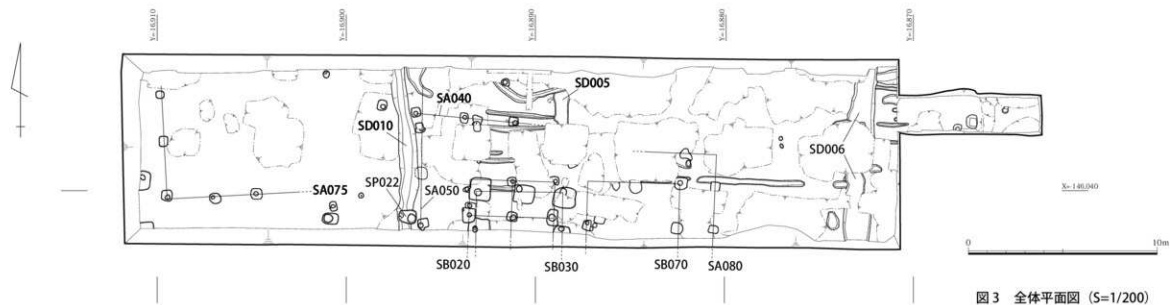 Y=-16,910
Y=-16,900
Y=-16,890
Y=-16,880
Y=-16,870
SA040
SD005
SD010
SD006
SP022
SA050
SA075
X=-146,040
SB020
SB030
SB070
SA080
0
10m
図3 全体平面図（S=1/200）